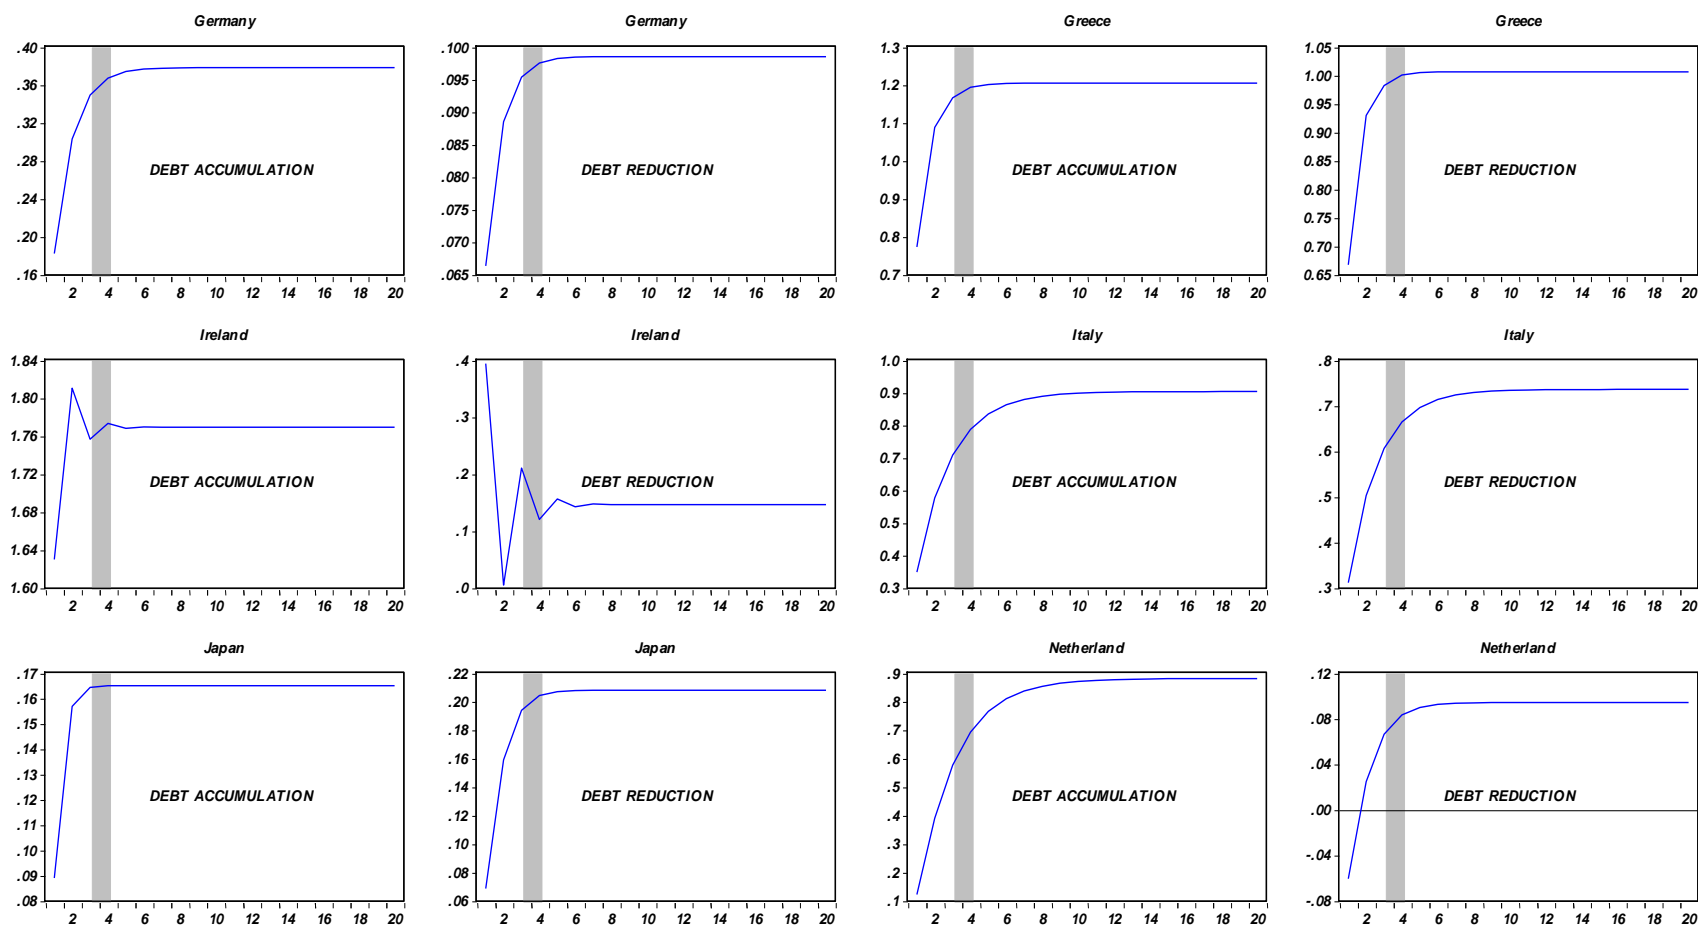 Germany
.40
.36
.32
.28
.24
.20
.16
DEBT ACCUMULATION
2 4 6 8 10 12 14 16 18 20
Germany
.100
.095
.090
.085
.080
.075
.070
.065
DEBT REDUCTION
2 4 6 8 10 12 14 16 18 20
Greece
1.3
1.2
1.1
1.0
0.9
0.8
0.7
DEBT ACCUMULATION
2 4 6 8 10 12 14 16 18 20
Greece
1.05
1.00
0.95
0.90
0.85
0.80
0.75
0.70
0.65
DEBT REDUCTION
2 4 6 8 10 12 14 16 18 20
Ireland
1.84
1.80
1.76
1.72
1.68
1.64
1.60
DEBT ACCUMULATION
2 4 6 8 10 12 14 16 18 20
Ireland
.4
.3
.2
.1
.0
DEBT REDUCTION
2 4 6 8 10 12 14 16 18 20
Italy
1.0
0.9
0.8
0.7
0.6
0.5
0.4
0.3
DEBT ACCUMULATION
2 4 6 8 10 12 14 16 18 20
Italy
.8
.7
.6
.5
.4
.3
DEBT REDUCTION
2 4 6 8 10 12 14 16 18 20
Japan
.17
.16
.15
.14
.13
.12
.11
.10
.09
.08
DEBT ACCUMULATION
2 4 6 8 10 12 14 16 18 20
Japan
.22
.20
.18
.16
.14
.12
.10
.08
.06
DEBT REDUCTION
2 4 6 8 10 12 14 16 18 20
Netherland
.9
.8
.7
.6
.5
.4
.3
.2
.1
DEBT ACCUMULATION
2 4 6 8 10 12 14 16 18 20
Netherland
.12
.08
.04
.00
-.04
-.08
DEBT REDUCTION
2 4 6 8 10 12 14 16 18 20